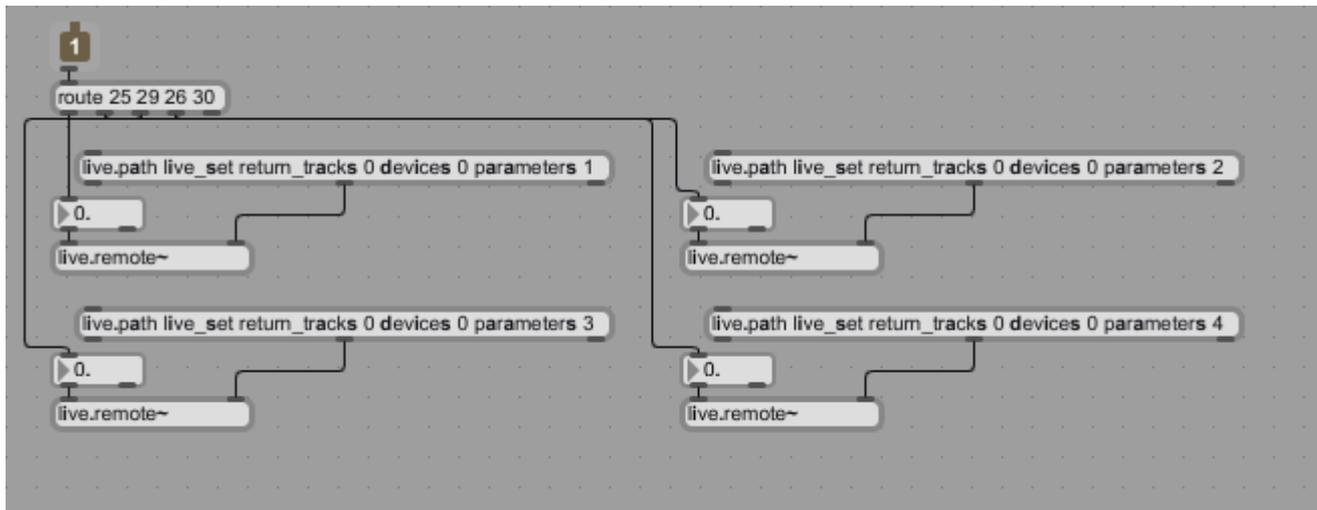 1
route 25 29 26 30
live.path live_set return_tracks 0 devices 0 parameters 1
live.path live_set return_tracks 0 devices 0 parameters 2
0.
0.
live.remote~
live.remote~
live.path live_set return_tracks 0 devices 0 parameters 3
live.path live_set return_tracks 0 devices 0 parameters 4
0.
0.
live.remote~
live.remote~